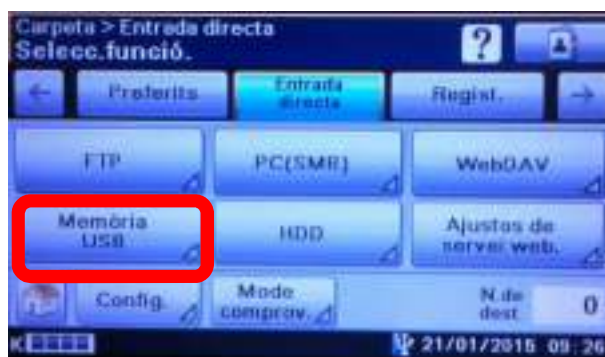 Carpeta > Entrada directa
Selecc.funció.
?
← Preferits Entrada directa Regist. →
FTP PC(SMB) WebDAV
Memòria
USB
HDD
Ajustos de
servei web.
Config.
Mode
comprov.
N.de
dest.
0
K
21/01/2015 09:26